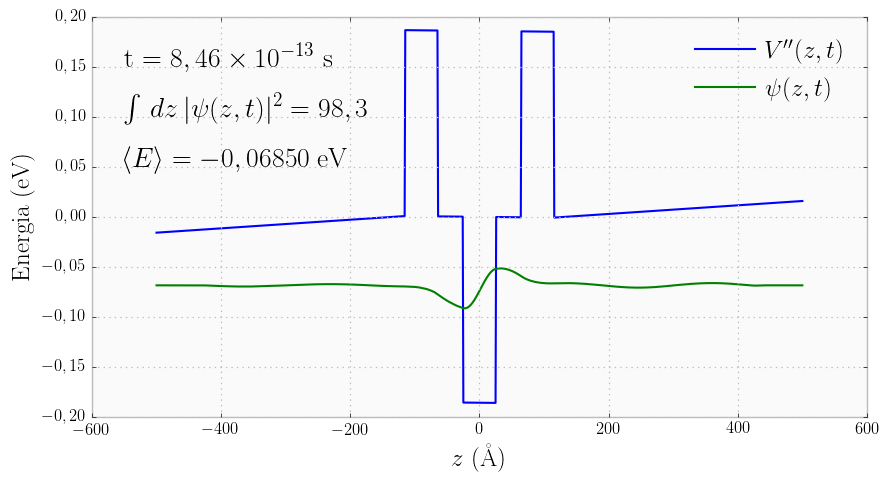 t = 8, 46 × 10⁻¹³ s
∫ dz |ψ(z, t)|² = 98, 3
⟨E⟩ = −0, 06850 eV
V′′(z, t)
ψ(z, t)
Energia (eV)
0, 20
0, 15
0, 10
0, 05
0, 00
−0, 05
−0, 10
−0, 15
−0, 20
−600 −400 −200 0 200 400 600
z (Å)